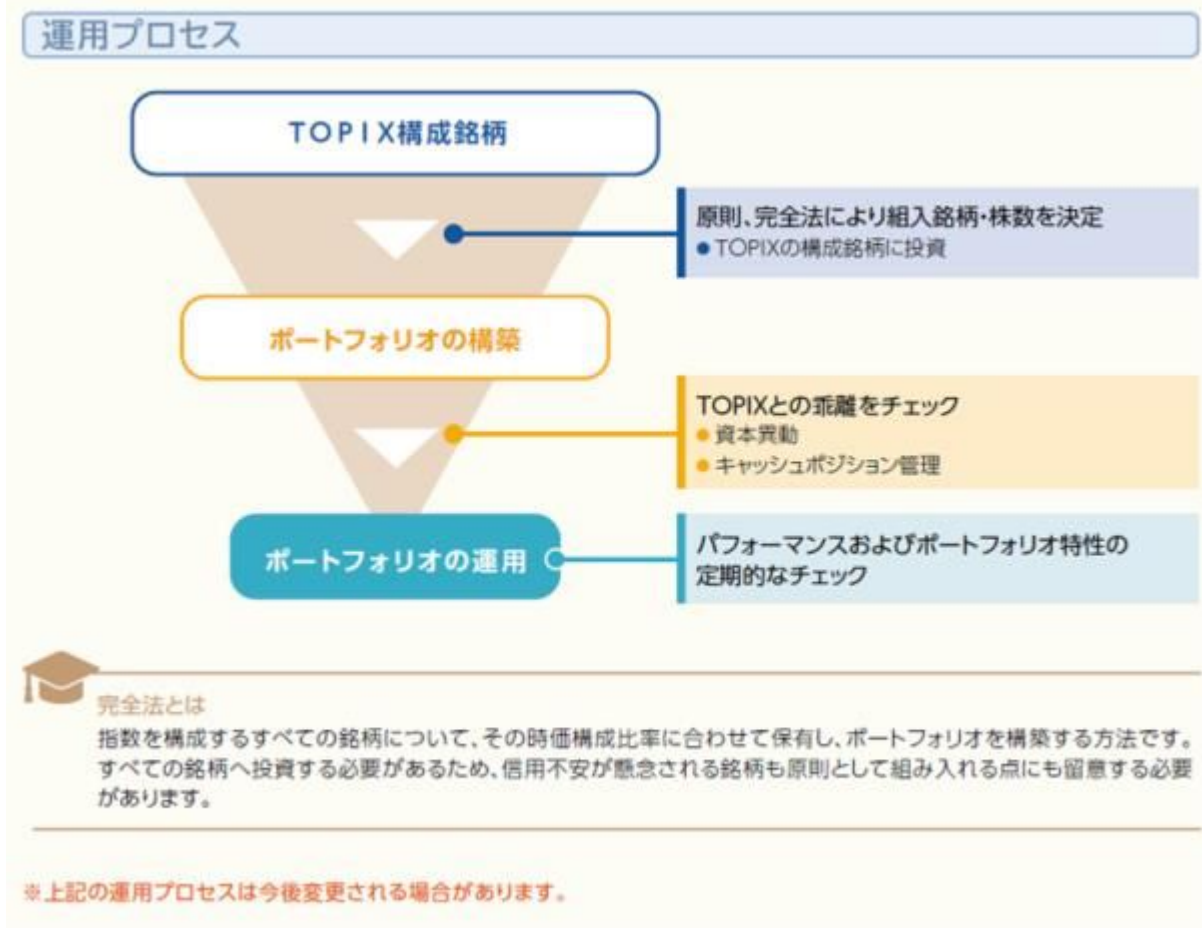 運用プロセス
TOPIX構成銘柄
原則、完全法により組入銘柄・株数を決定
●TOPIXの構成銘柄に投資
ポートフォリオの構築
TOPIXとの乖離をチェック
●資本異動
●キャッシュポジション管理
ポートフォリオの運用
パフォーマンスおよびポートフォリオ特性の
定期的なチェック
完全法とは
指数を構成するすべての銘柄について、その時価構成比率に合わせて保有し、ポートフォリオを構築する方法です。
すべての銘柄へ投資する必要があるため、信用不安が懸念される銘柄も原則として組み入れる点にも留意する必要
があります。
※上記の運用プロセスは今後変更される場合があります。